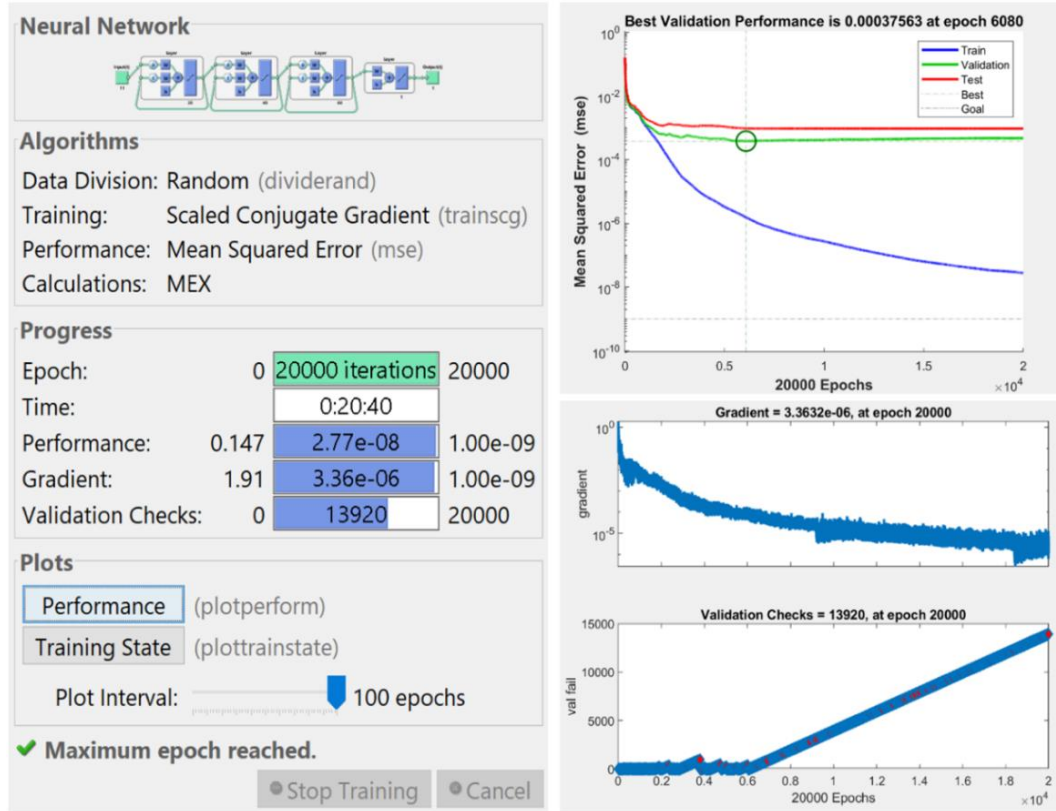 Neural Network
Algorithms
Data Division: Random (dividerand)
Training: Scaled Conjugate Gradient (trainscg)
Performance: Mean Squared Error (mse)
Calculations: MEX
Progress
Epoch: 0 20000 iterations 20000
Time: 0:20:40
Performance: 0.147 2.77e-08 1.00e-09
Gradient: 1.91 3.36e-06 1.00e-09
Validation Checks: 0 13920 20000
Plots
Performance (plotperform)
Training State (plottrainstate)
Plot Interval: 100 epochs
Maximum epoch reached.
Stop Training Cancel
Best Validation Performance is 0.00037563 at epoch 6080
Mean Squared Error (mse)
10^0
10^-2
10^-4
10^-6
10^-8
10^-10
Train
Validation
Test
Best
Goal
0 0.5 1 1.5 2
20000 Epochs
×10^4
Gradient = 3.3632e-06, at epoch 20000
gradient
10^0
10^-5
Validation Checks = 13920, at epoch 20000
val fail
15000
10000
5000
0
0 0.2 0.4 0.6 0.8 1 1.2 1.4 1.6 1.8 2
20000 Epochs
×10^4